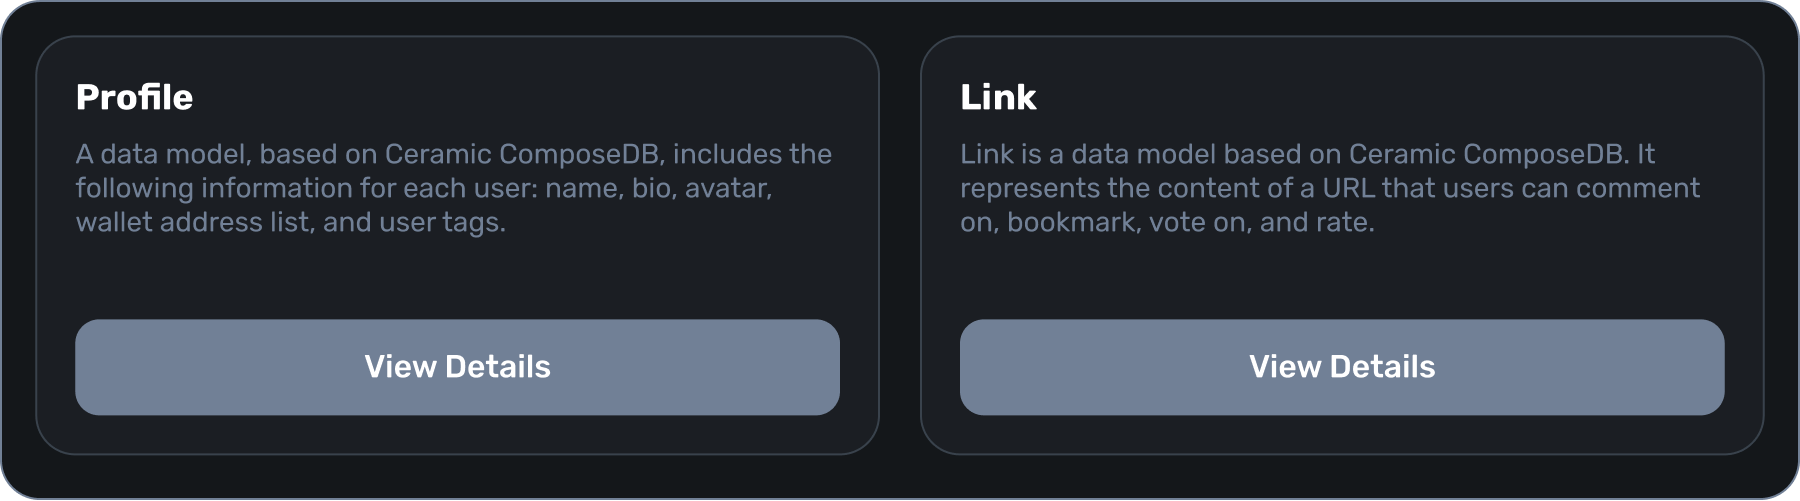 Profile
A data model, based on Ceramic ComposeDB, includes the
following information for each user: name, bio, avatar,
wallet address list, and user tags.
View Details
Link
Link is a data model based on Ceramic ComposeDB. It
represents the content of a URL that users can comment
on, bookmark, vote on, and rate.
View Details